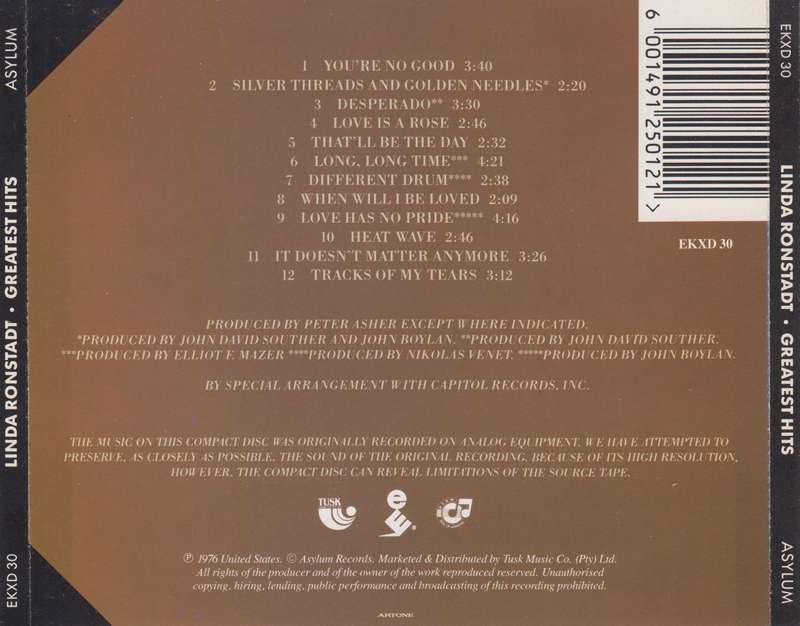 ASYLUM
LINDA RONSTADT • GREATEST HITS
EKXD 30
1 YOU'RE NO GOOD 3:40
2 SILVER THREADS AND GOLDEN NEEDLES* 2:20
3 DESPERADO** 3:30
4 LOVE IS A ROSE 2:46
5 THAT'LL BE THE DAY 2:32
6 LONG, LONG TIME*** 4:21
7 DIFFERENT DRUM**** 2:38
8 WHEN WILL I BE LOVED 2:09
9 LOVE HAS NO PRIDE***** 4:16
10 HEAT WAVE 2:46
11 IT DOESN'T MATTER ANYMORE 3:26
12 TRACKS OF MY TEARS 3:12
6 001491 250121 >
EKXD 30
PRODUCED BY PETER ASHER EXCEPT WHERE INDICATED.
*PRODUCED BY JOHN DAVID SOUTHER AND JOHN BOYLAN. **PRODUCED BY JOHN DAVID SOUTHER.
***PRODUCED BY ELLIOT F. MAZER ****PRODUCED BY NIKOLAS VENET. *****PRODUCED BY JOHN BOYLAN.
BY SPECIAL ARRANGEMENT WITH CAPITOL RECORDS, INC.
THE MUSIC ON THIS COMPACT DISC WAS ORIGINALLY RECORDED ON ANALOG EQUIPMENT. WE HAVE ATTEMPTED TO
PRESERVE, AS CLOSELY AS POSSIBLE, THE SOUND OF THE ORIGINAL RECORDING. BECAUSE OF ITS HIGH RESOLUTION,
HOWEVER, THE COMPACT DISC CAN REVEAL LIMITATIONS OF THE SOURCE TAPE.
TUSK
℗ 1976 United States. © Asylum Records. Marketed & Distributed by Tusk Music Co. (Pty) Ltd.
All rights of the producer and of the owner of the work reproduced reserved. Unauthorised
copying, hiring, lending, public performance and broadcasting of this recording prohibited.
ARTONE
EKXD 30
LINDA RONSTADT • GREATEST HITS
ASYLUM